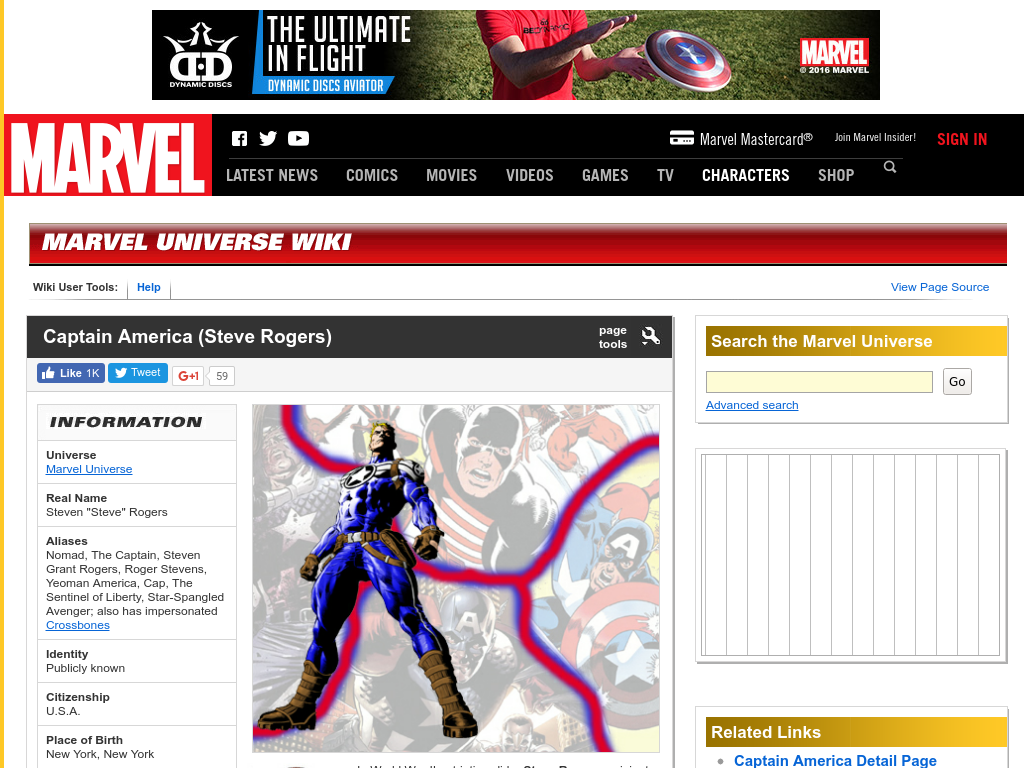 THE ULTIMATE
IN FLIGHT
DYNAMIC DISCS AVIATOR
DD
DYNAMIC DISCS
MARVEL
© 2016 MARVEL
MARVEL
Marvel Mastercard®
Join Marvel Insider!
SIGN IN
LATEST NEWS COMICS MOVIES VIDEOS GAMES TV CHARACTERS SHOP
MARVEL UNIVERSE WIKI
Wiki User Tools: Help
View Page Source
Captain America (Steve Rogers)
page
tools
Like 1K Tweet G+1 59
INFORMATION
Universe
Marvel Universe
Real Name
Steven "Steve" Rogers
Aliases
Nomad, The Captain, Steven
Grant Rogers, Roger Stevens,
Yeoman America, Cap, The
Sentinel of Liberty, Star-Spangled
Avenger; also has impersonated
Crossbones
Identity
Publicly known
Citizenship
U.S.A.
Place of Birth
New York, New York
Search the Marvel Universe
Go
Advanced search
Related Links
Captain America Detail Page